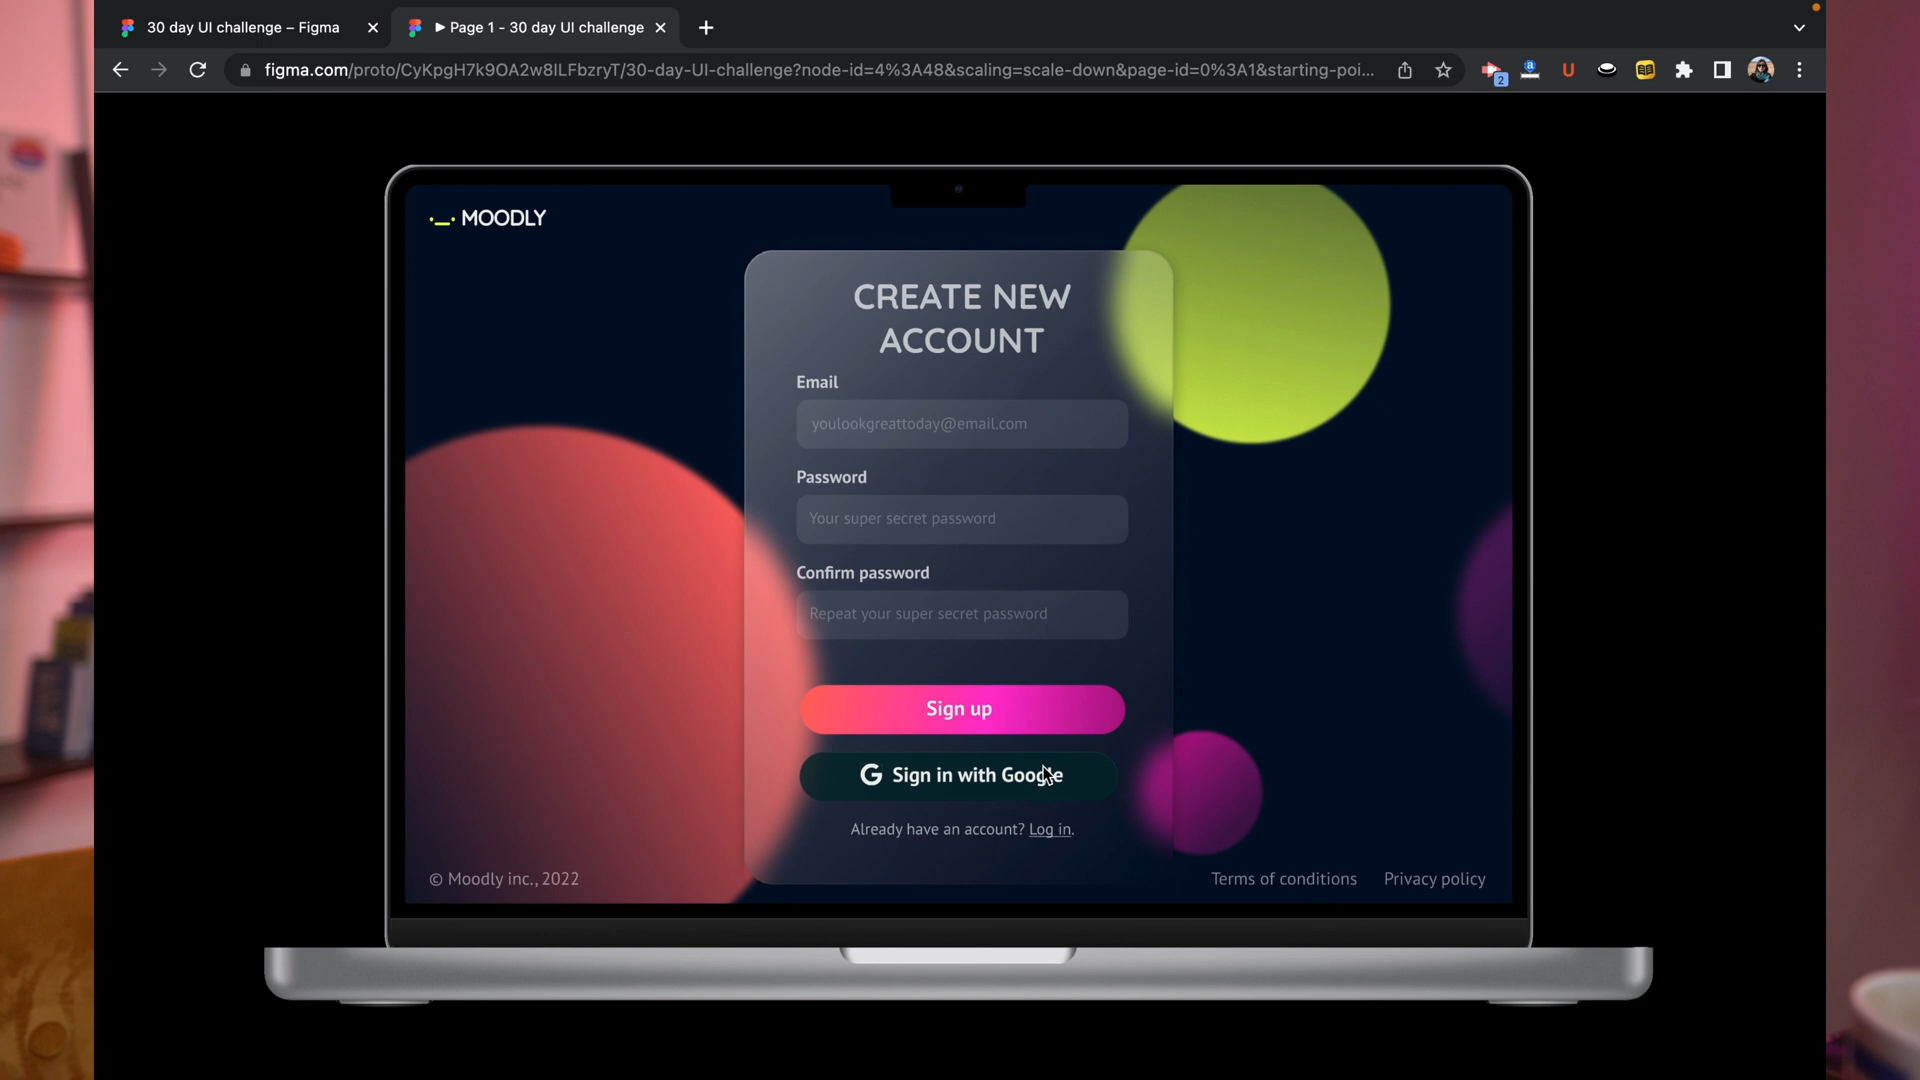 30 day UI challenge – Figma
Page 1 - 30 day UI challenge
figma.com/proto/CyKpgH7k9OA2w8ILFbzryT/30-day-UI-challenge?node-id=4%3A48&scaling=scale-down&page-id=0%3A1&starting-poi...
2
a
U
MOODLY
CREATE NEW
ACCOUNT
Email
youlookgreattoday@email.com
Password
Your super secret password
Confirm password
Repeat your super secret password
Sign up
G Sign in with Google
Already have an account? Log in.
© Moodly inc., 2022
Terms of conditions
Privacy policy